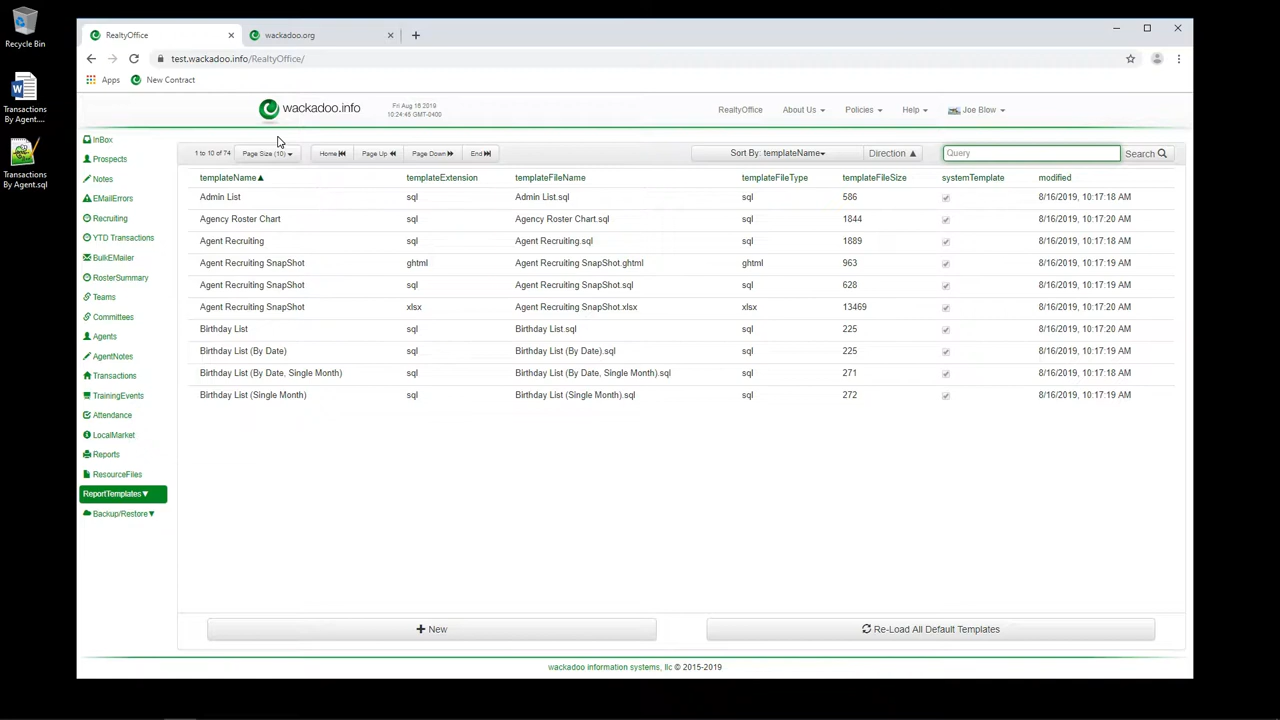 Recycle Bin
Transactions By Agent....
Transactions By Agent.sql
RealtyOffice
wackadoo.org
test.wackadoo.info/RealtyOffice/
Apps New Contract
wackadoo.info
Fri Aug 16 2019
10:24:45 GMT-0400
RealtyOffice About Us Policies Help Joe Blow
InBox
Prospects
Notes
EMailErrors
Recruiting
YTD Transactions
BulkEMailer
RosterSummary
Teams
Committees
Agents
AgentNotes
Transactions
TrainingEvents
Attendance
LocalMarket
Reports
ResourceFiles
ReportTemplates▼
Backup/Restore▼
1 to 10 of 74 Page Size (10) Home Page Up Page Down End Sort By: templateName Direction ▲ Query Search
templateName▲ templateExtension templateFileName templateFileType templateFileSize systemTemplate modified
Admin List sql Admin List.sql sql 586 8/16/2019, 10:17:18 AM
Agency Roster Chart sql Agency Roster Chart.sql sql 1844 8/16/2019, 10:17:20 AM
Agent Recruiting sql Agent Recruiting.sql sql 1889 8/16/2019, 10:17:18 AM
Agent Recruiting SnapShot ghtml Agent Recruiting SnapShot.ghtml ghtml 963 8/16/2019, 10:17:19 AM
Agent Recruiting SnapShot sql Agent Recruiting SnapShot.sql sql 628 8/16/2019, 10:17:19 AM
Agent Recruiting SnapShot xlsx Agent Recruiting SnapShot.xlsx xlsx 13469 8/16/2019, 10:17:20 AM
Birthday List sql Birthday List.sql sql 225 8/16/2019, 10:17:20 AM
Birthday List (By Date) sql Birthday List (By Date).sql sql 225 8/16/2019, 10:17:19 AM
Birthday List (By Date, Single Month) sql Birthday List (By Date, Single Month).sql sql 271 8/16/2019, 10:17:18 AM
Birthday List (Single Month) sql Birthday List (Single Month).sql sql 272 8/16/2019, 10:17:19 AM
New Re-Load All Default Templates
wackadoo information systems, llc © 2015-2019